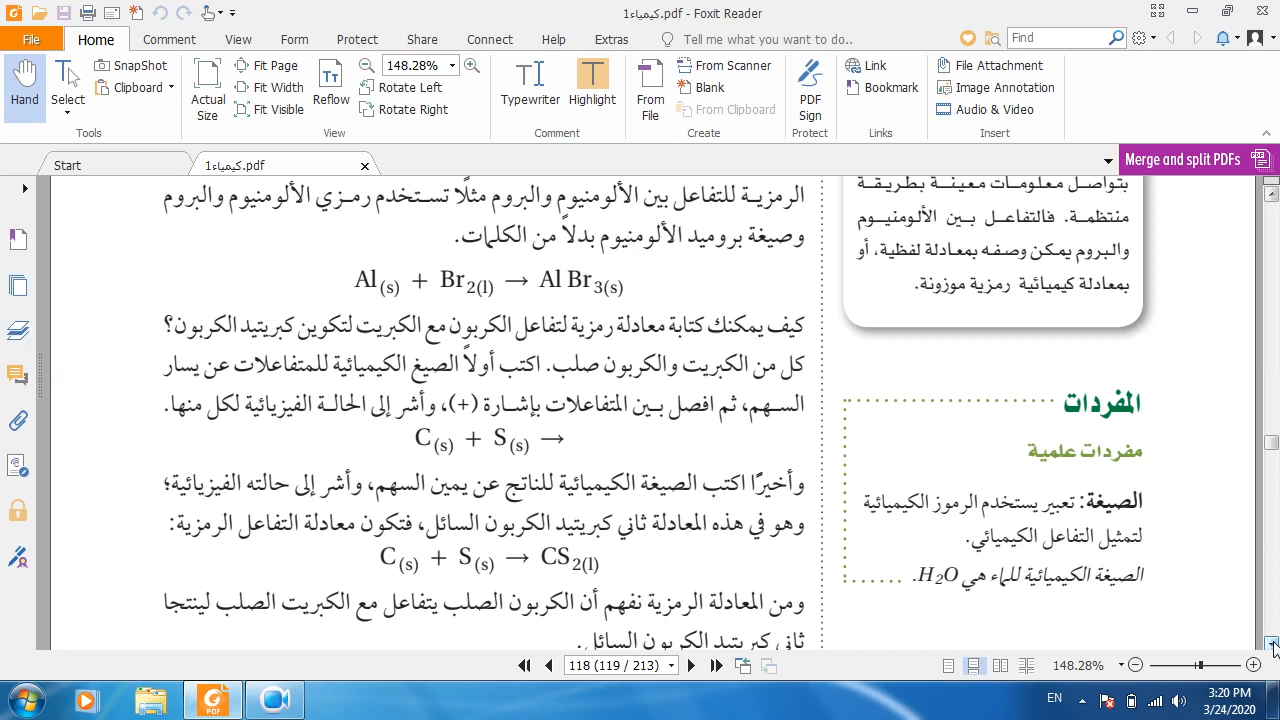 كيمياء1.pdf - Foxit Reader
File Home Comment View Form Protect Share Connect Help Extras Tell me what you want to do.. Find
Hand
Select
SnapShot
Clipboard
Tools
Actual Size
Fit Page
Fit Width
Fit Visible
Reflow
148.28%
Rotate Left
Rotate Right
View
Typewriter
Highlight
Comment
From File
From Scanner
Blank
From Clipboard
Create
PDF Sign
Protect
Link
Bookmark
Links
File Attachment
Image Annotation
Audio & Video
Insert
Start
كيمياء1.pdf
Merge and split PDFs
الرمزية للتفاعل بين الألومنيوم والبروم مثلًا تستخدم رمزي الألومنيوم والبروم
وصيغة بروميد الألومنيوم بدلاً من الكلمات.
Al(s) + Br2(l) → Al Br3(s)
كيف يمكنك كتابة معادلة رمزية لتفاعل الكربون مع الكبريت لتكوين كبريتيد الكربون؟
كل من الكبريت والكربون صلب. اكتب أولاً الصيغ الكيميائية للمتفاعلات عن يسار
السهم، ثم افصل بين المتفاعلات بإشارة (+)، وأشر إلى الحالة الفيزيائية لكل منها.
C(s) + S(s) →
وأخيرًا اكتب الصيغة الكيميائية للناتج عن يمين السهم، وأشر إلى حالته الفيزيائية؛
وهو في هذه المعادلة ثاني كبريتيد الكربون السائل، فتكون معادلة التفاعل الرمزية:
C(s) + S(s) → CS2(l)
ومن المعادلة الرمزية نفهم أن الكربون الصلب يتفاعل مع الكبريت الصلب لينتجا
ثاني كبريتيد الكربون السائل.
بتواصل معلومات معينة بطريقة
منتظمة. فالتفاعل بين الألومنيوم
والبروم يمكن وصفه بمعادلة لفظية، أو
بمعادلة كيميائية رمزية موزونة.
المفردات
مفردات علمية
الصيغة: تعبير يستخدم الرموز الكيميائية
لتمثيل التفاعل الكيميائي.
الصيغة الكيميائية للماء هي H2O.
118 (119 / 213)
148.28%
EN
3:20 PM
3/24/2020